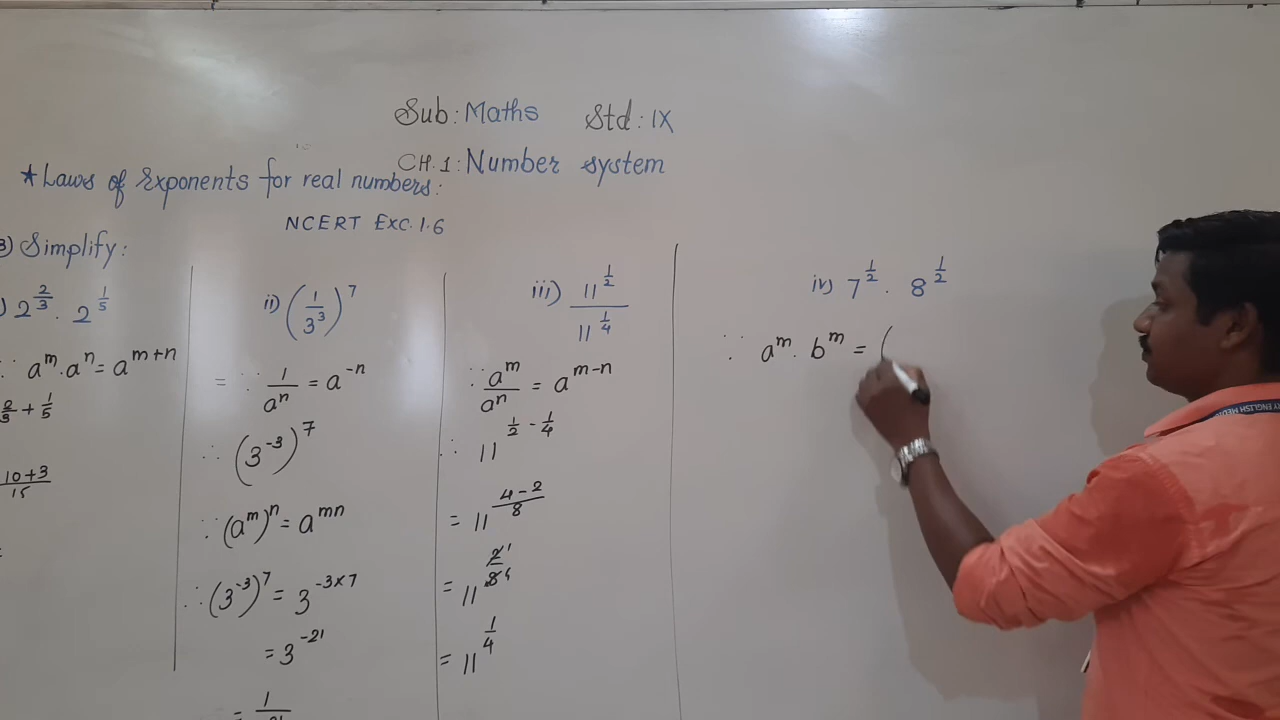 Sub: Maths Std: IX
CH. 1: Number system
★ Laws of Exponents for real numbers:
NCERT Exc. 1.6
3) Simplify:
) 2^{2/3} . 2^{1/5}
∵ a^m . a^n = a^{m+n}
2/3 + 1/5
10+3/15
ii) (1/3^3)^7
= ∵ 1/a^n = a^{-n}
∴ (3^{-3})^7
∵ (a^m)^n = a^{mn}
∴ (3^{-3})^7 = 3^{-3×7}
= 3^{-21}
iii) 11^{1/2}/11^{1/4}
∵ a^m/a^n = a^{m-n}
∴ 11^{1/2 - 1/4}
= 11^{4-2/8}
= 11^{2 1/8 4}
= 11^{1/4}
iv) 7^{1/2} . 8^{1/2}
∵ a^m . b^m = (